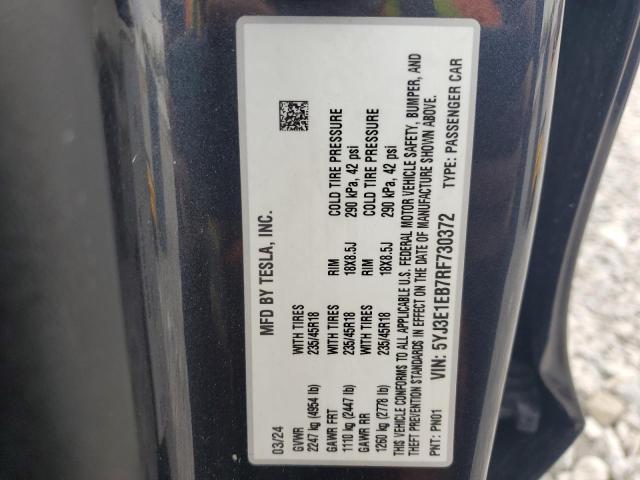 MFD BY TESLA, INC.
03/24
GVWR WITH TIRES RIM COLD TIRE PRESSURE
2247 kg (4954 lb) 235/45R18 18X8.5J 290 kPa, 42 psi
GAWR FRT WITH TIRES RIM COLD TIRE PRESSURE
1110 kg (2447 lb) 235/45R18 18X8.5J 290 kPa, 42 psi
GAWR RR WITH TIRES
1260 kg (2778 lb) 235/45R18
THIS VEHICLE CONFORMS TO ALL APPLICABLE U.S. FEDERAL MOTOR VEHICLE SAFETY, BUMPER, AND
THEFT PREVENTION STANDARDS IN EFFECT ON THE DATE OF MANUFACTURE SHOWN ABOVE.
VIN: 5YJ3E1EB7RF730372
PNT: PN01 TYPE: PASSENGER CAR